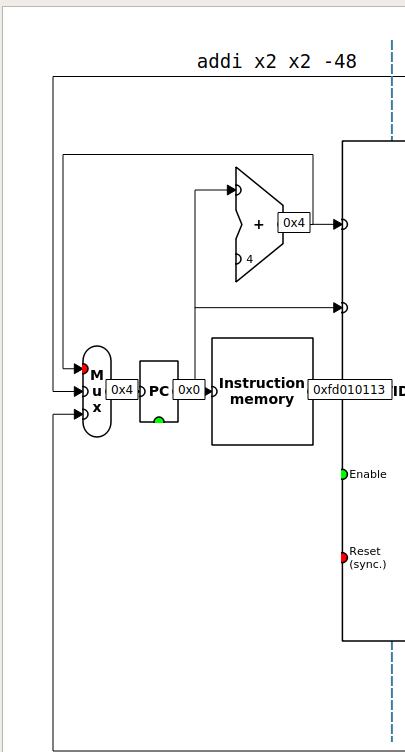 addi x2 x2 -48
+
0x4
4
M
u
x
0x4
PC
0x0
Instruction
memory
0xfd010113
ID
Enable
Reset
(sync.)